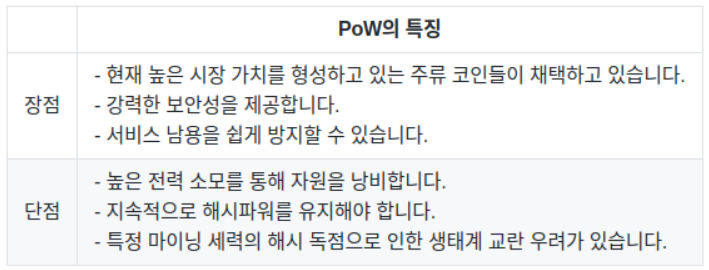 PoW의 특징
장점
- 현재 높은 시장 가치를 형성하고 있는 주류 코인들이 채택하고 있습니다.
- 강력한 보안성을 제공합니다.
- 서비스 남용을 쉽게 방지할 수 있습니다.
단점
- 높은 전력 소모를 통해 자원을 낭비합니다.
- 지속적으로 해시파워를 유지해야 합니다.
- 특정 마이닝 세력의 해시 독점으로 인한 생태계 교란 우려가 있습니다.